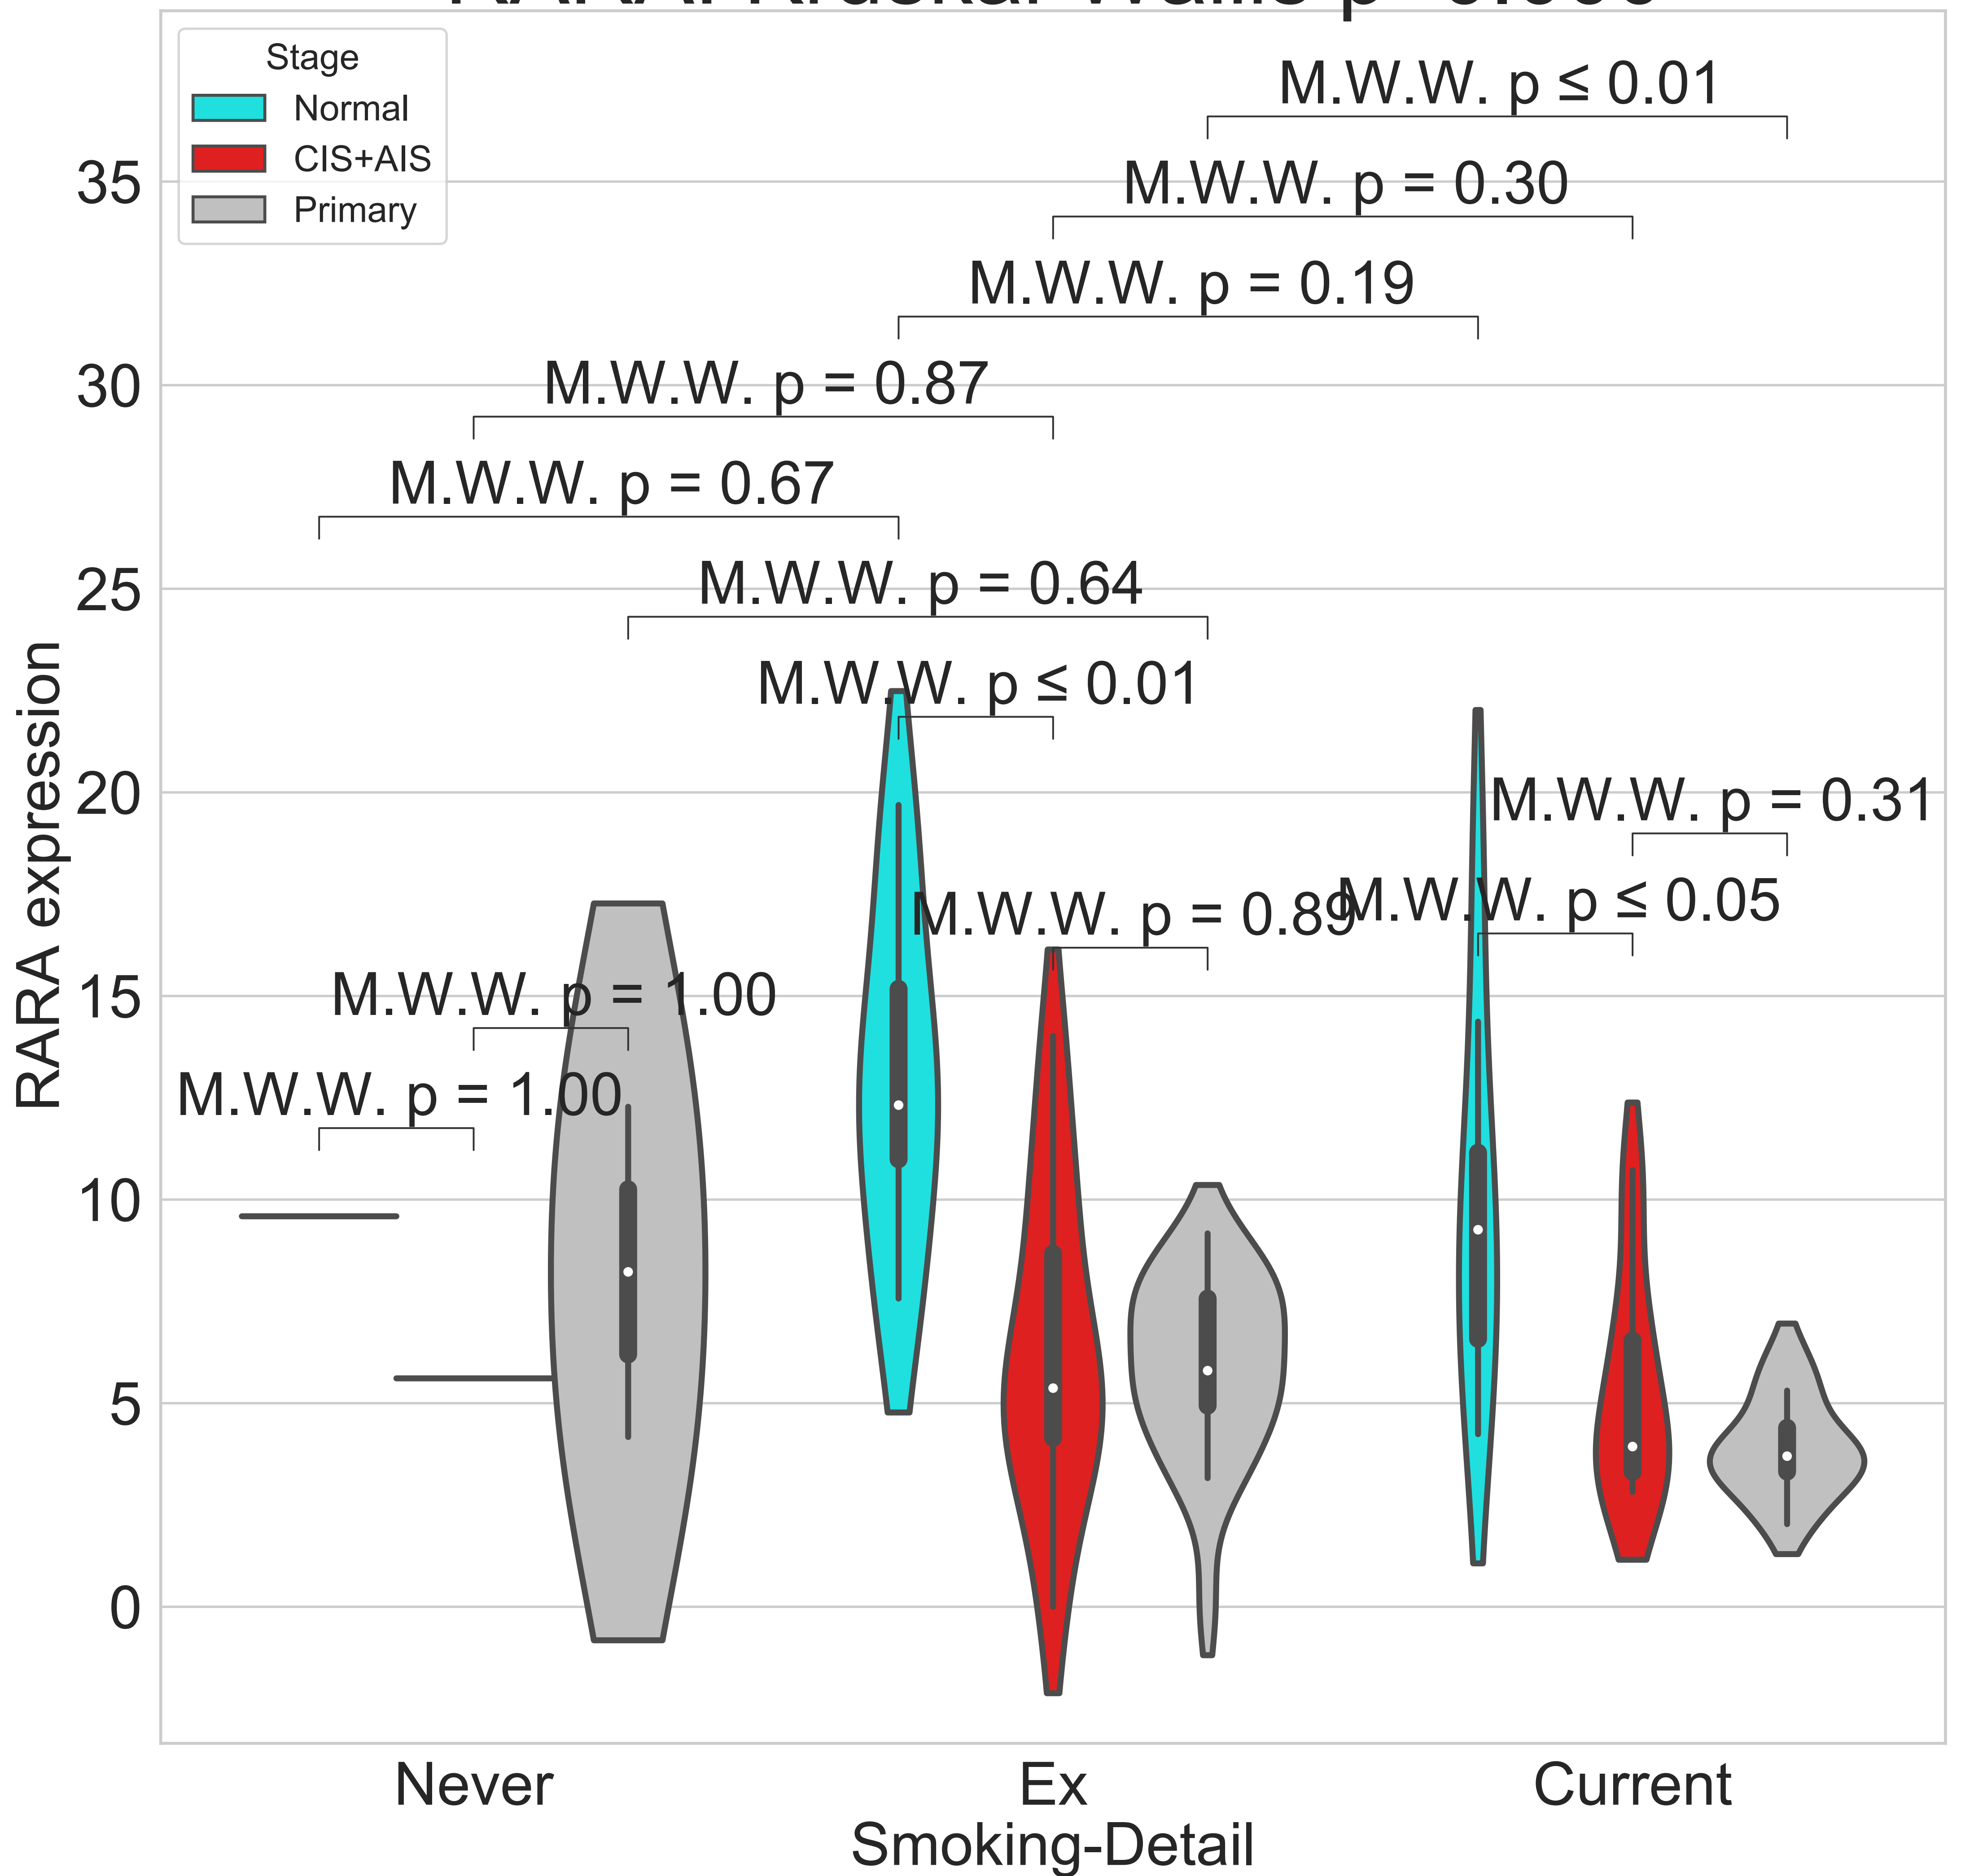 Stage
Normal
CIS+AIS
Primary
M.W.W. p ≤ 0.01
M.W.W. p = 0.30
M.W.W. p = 0.19
M.W.W. p = 0.87
M.W.W. p = 0.67
M.W.W. p = 0.64
M.W.W. p ≤ 0.01
M.W.W. p = 0.31
M.W.W. p = 0.89
M.W.W. p ≤ 0.05
M.W.W. p = 1.00
M.W.W. p = 1.00
35
30
25
20
15
10
5
0
RARA expression
Never
Ex
Current
Smoking-Detail